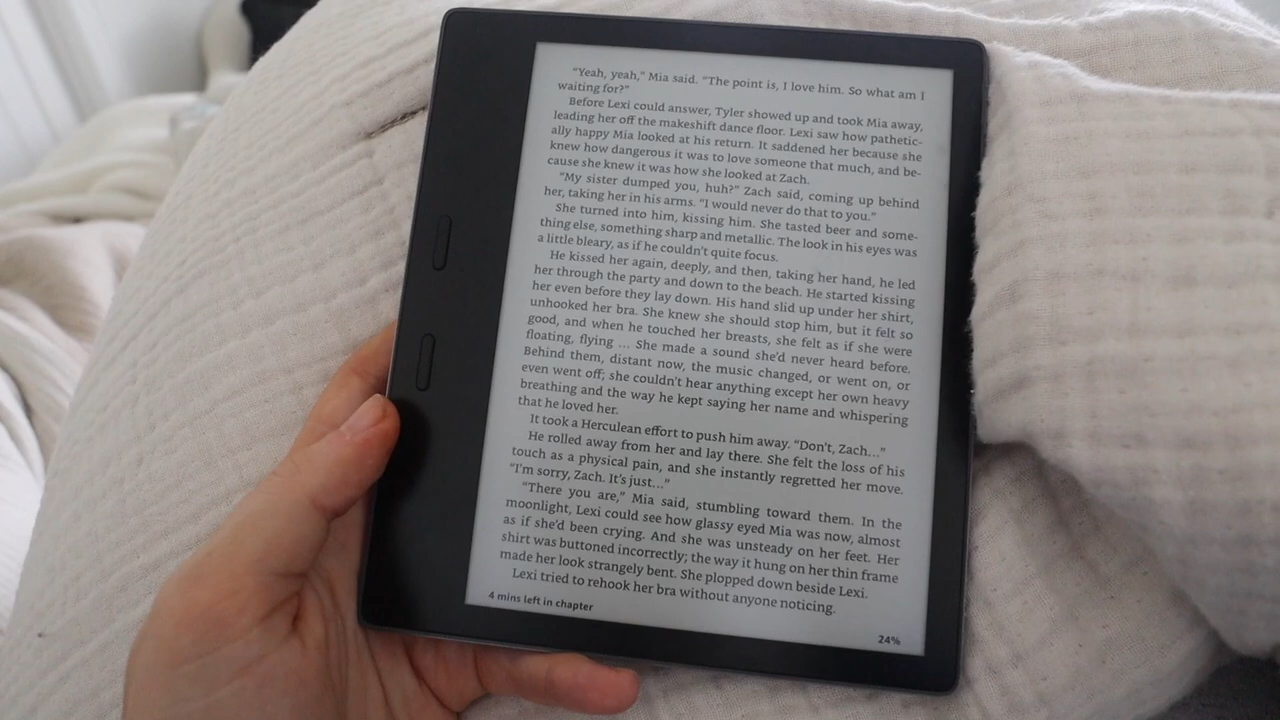 “Yeah, yeah,” Mia said. “The point is, I love him. So what am I
waiting for?”
Before Lexi could answer, Tyler showed up and took Mia away,
leading her off the makeshift dance floor. Lexi saw how pathetic-
ally happy Mia looked at his return. It saddened her because she
knew how dangerous it was to love someone that much, and be-
cause she knew it was how she looked at Zach.
“My sister dumped you, huh?” Zach said, coming up behind
her, taking her in his arms. “I would never do that to you.”
She turned into him, kissing him. She tasted beer and some-
thing else, something sharp and metallic. The look in his eyes was
a little bleary, as if he couldn’t quite focus.
He kissed her again, deeply, and then, taking her hand, he led
her through the party and down to the beach. He started kissing
her even before they lay down. His hand slid up under her shirt,
unhooked her bra. She knew she should stop him, but it felt so
good, and when he touched her breasts, she felt as if she were
floating, flying ... She made a sound she’d never heard before.
Behind them, distant now, the music changed, or went on, or
even went off; she couldn’t hear anything except her own heavy
breathing and the way he kept saying her name and whispering
that he loved her.
It took a Herculean effort to push him away. “Don’t, Zach...”
He rolled away from her and lay there. She felt the loss of his
touch as a physical pain, and she instantly regretted her move.
“I’m sorry, Zach. It’s just...”
“There you are,” Mia said, stumbling toward them. In the
moonlight, Lexi could see how glassy eyed Mia was now, almost
as if she’d been crying. And she was unsteady on her feet. Her
shirt was buttoned incorrectly; the way it hung on her thin frame
made her look strangely bent. She plopped down beside Lexi.
Lexi tried to rehook her bra without anyone noticing.
4 mins left in chapter
24%